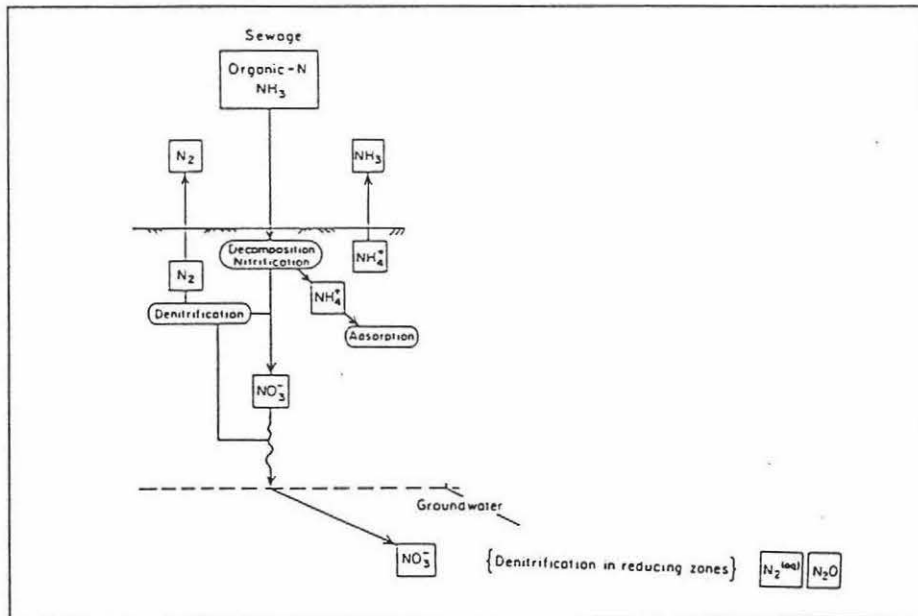 Sewage
Organic-N
NH₃
N₂
NH₃
Decomposition
Nitrification
NH₄⁺
N₂
NH₄⁺
Denitrification
Adsorption
NO₃⁻
Groundwater
NO₃⁻
{Denitrification in reducing zones}
N₂(aq)
N₂O